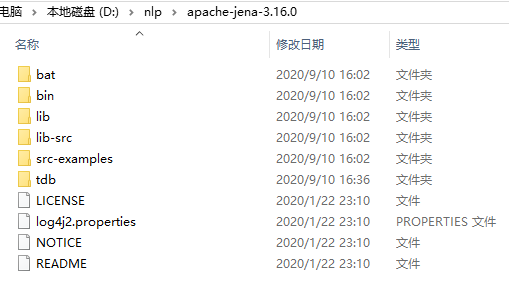 电脑 > 本地磁盘 (D:) > nlp > apache-jena-3.16.0
名称 修改日期 类型
bat 2020/9/10 16:02 文件夹
bin 2020/9/10 16:02 文件夹
lib 2020/9/10 16:02 文件夹
lib-src 2020/9/10 16:02 文件夹
src-examples 2020/9/10 16:02 文件夹
tdb 2020/9/10 16:36 文件夹
LICENSE 2020/1/22 23:10 文件
log4j2.properties 2020/1/22 23:10 PROPERTIES 文件
NOTICE 2020/1/22 23:10 文件
README 2020/1/22 23:10 文件